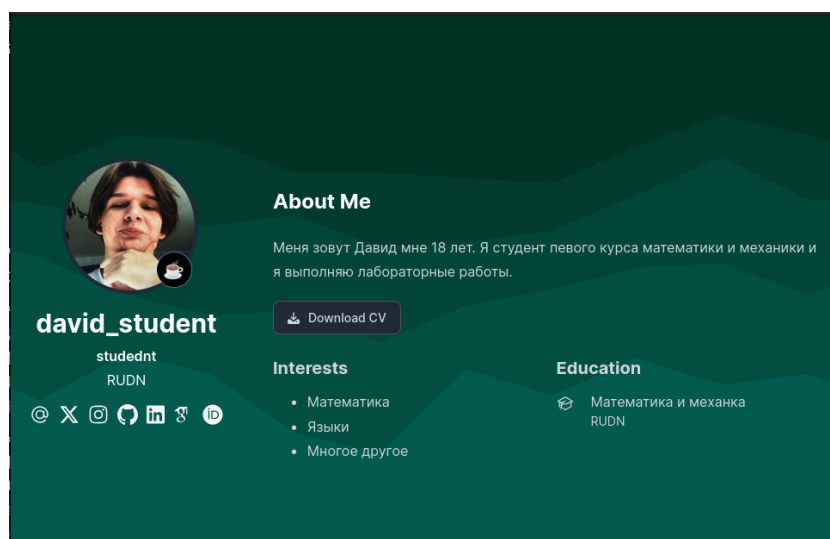 About Me
Меня зовут Давид мне 18 лет. Я студент певого курса математики и механики и
я выполняю лабораторные работы.
Download CV
david_student
studednt
RUDN
Interests
Математика
Языки
Многое другое
Education
Математика и механка
RUDN